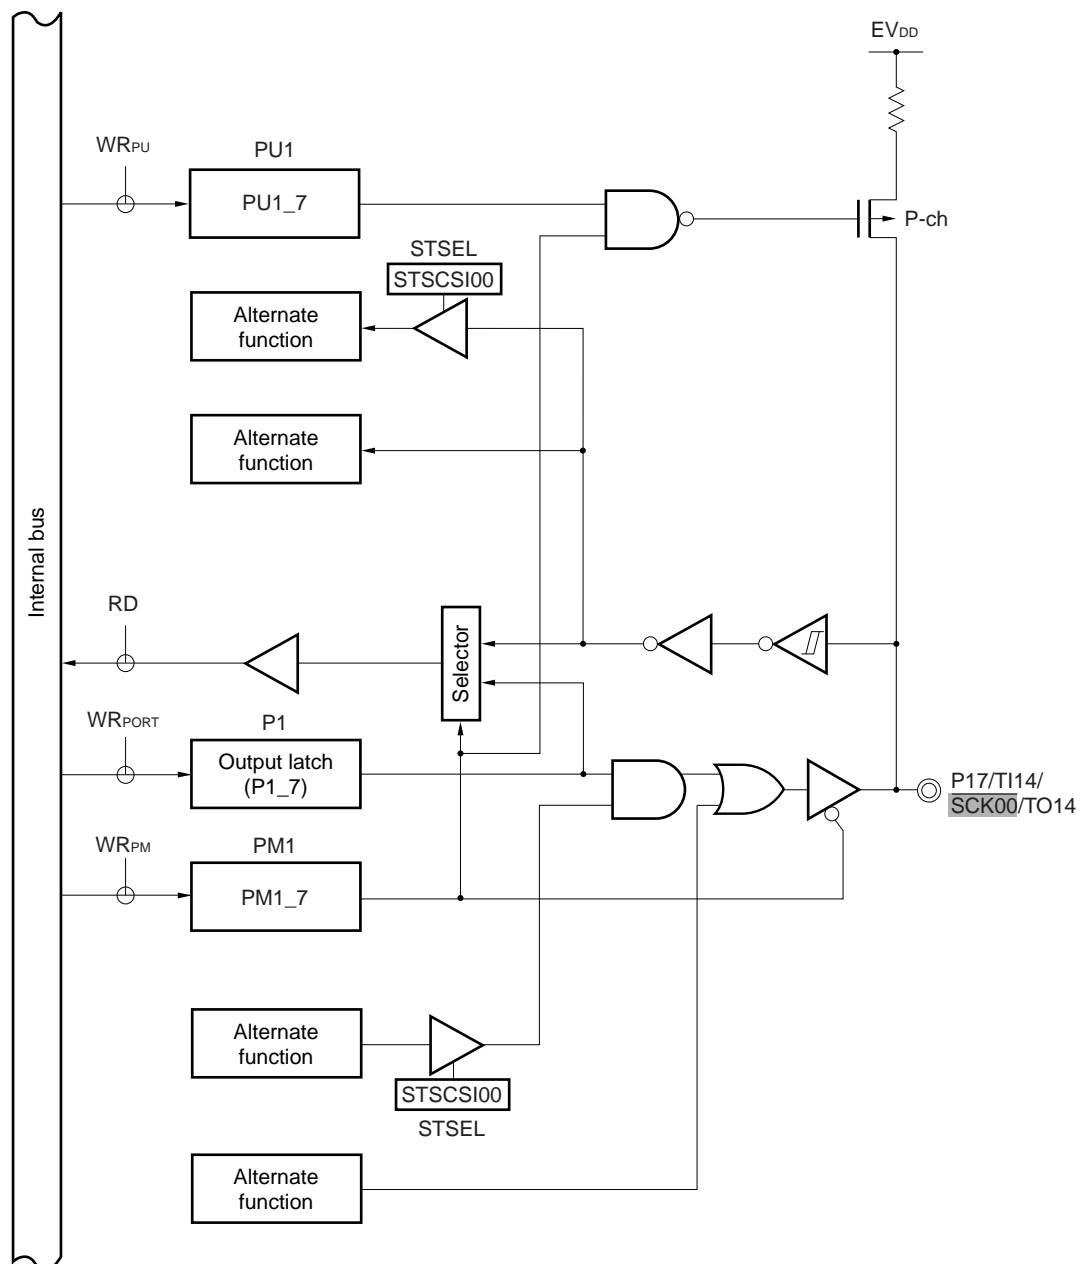 EVDD
WRPU
PU1
PU1_7
P-ch
STSEL
STSCSI00
Alternate
function
Alternate
function
Internal bus
RD
Selector
WRPORT
P1
Output latch
(P1_7)
P17/TI14/
SCK00/TO14
WRPM
PM1
PM1_7
Alternate
function
STSCSI00
STSEL
Alternate
function